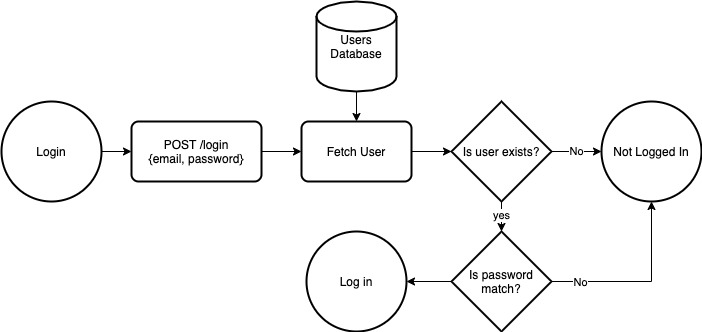 Users
Database
Login
POST /login
{email, password}
Fetch User
Is user exists?
No
Not Logged In
yes
Log in
Is password
match?
No